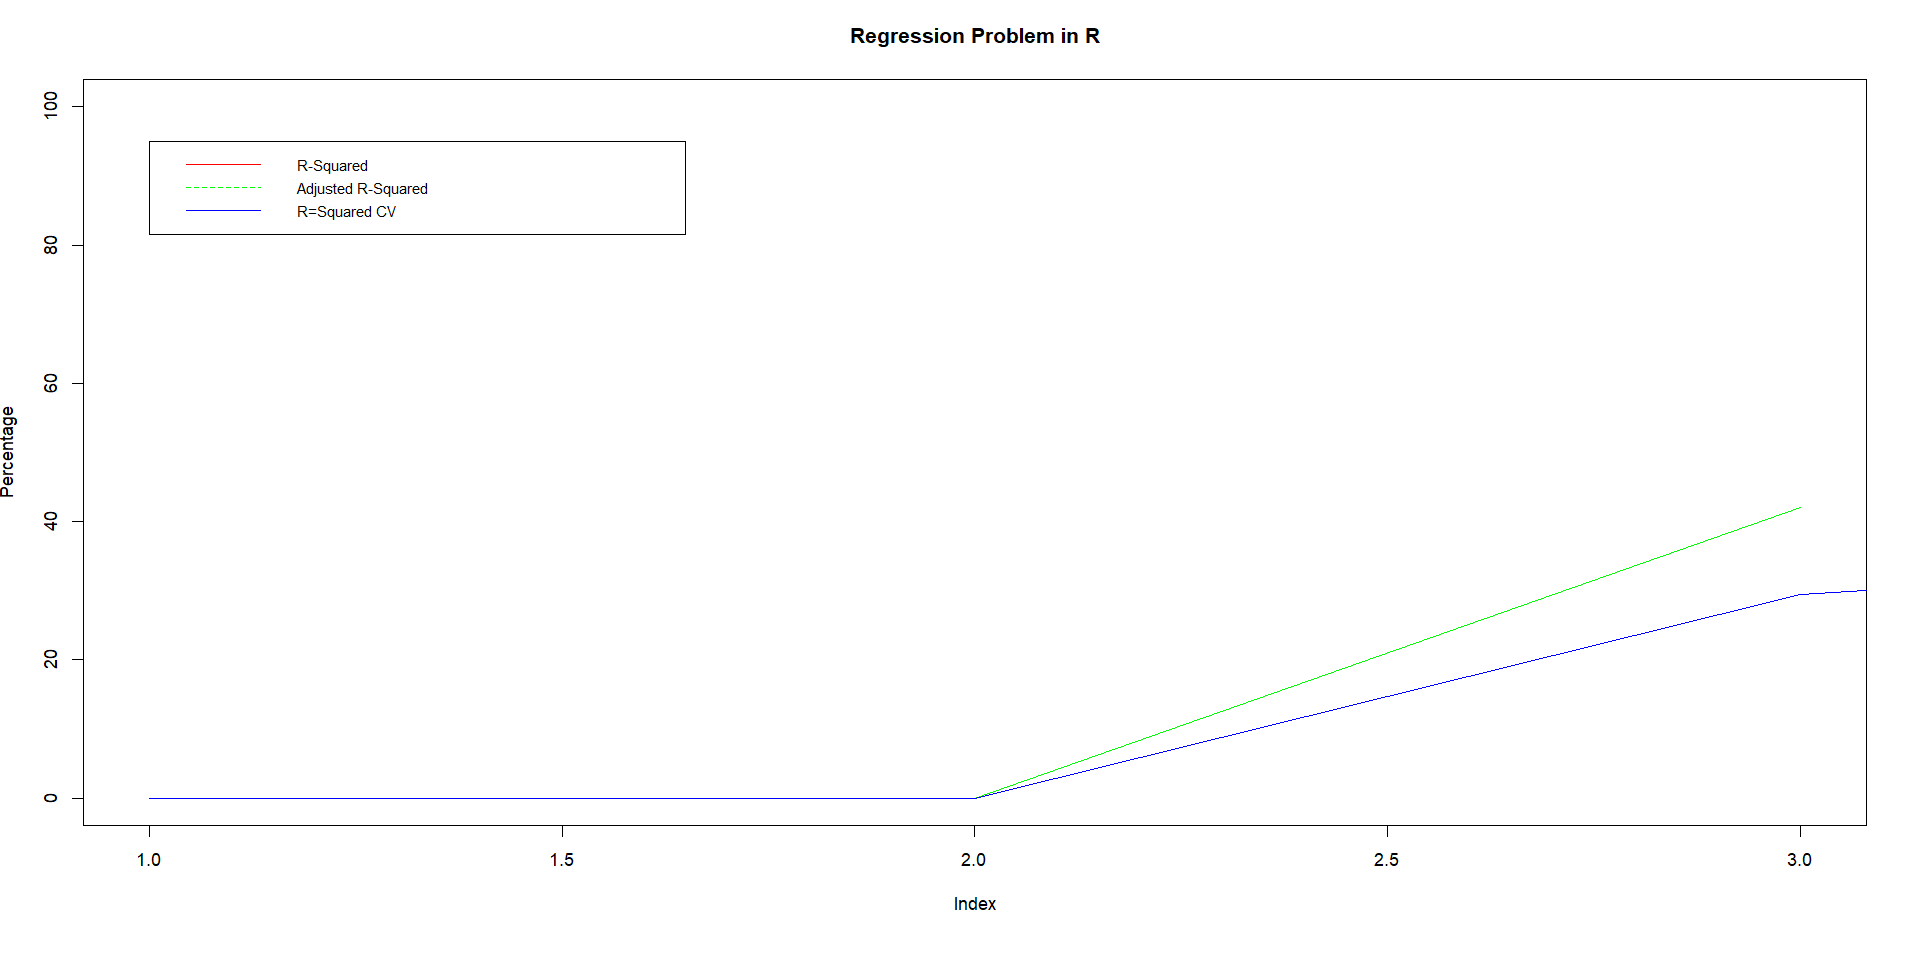 Regression Problem in R
100
80
60
40
20
0
Percentage
R-Squared
Adjusted R-Squared
R=Squared CV
1.0 1.5 2.0 2.5 3.0
Index